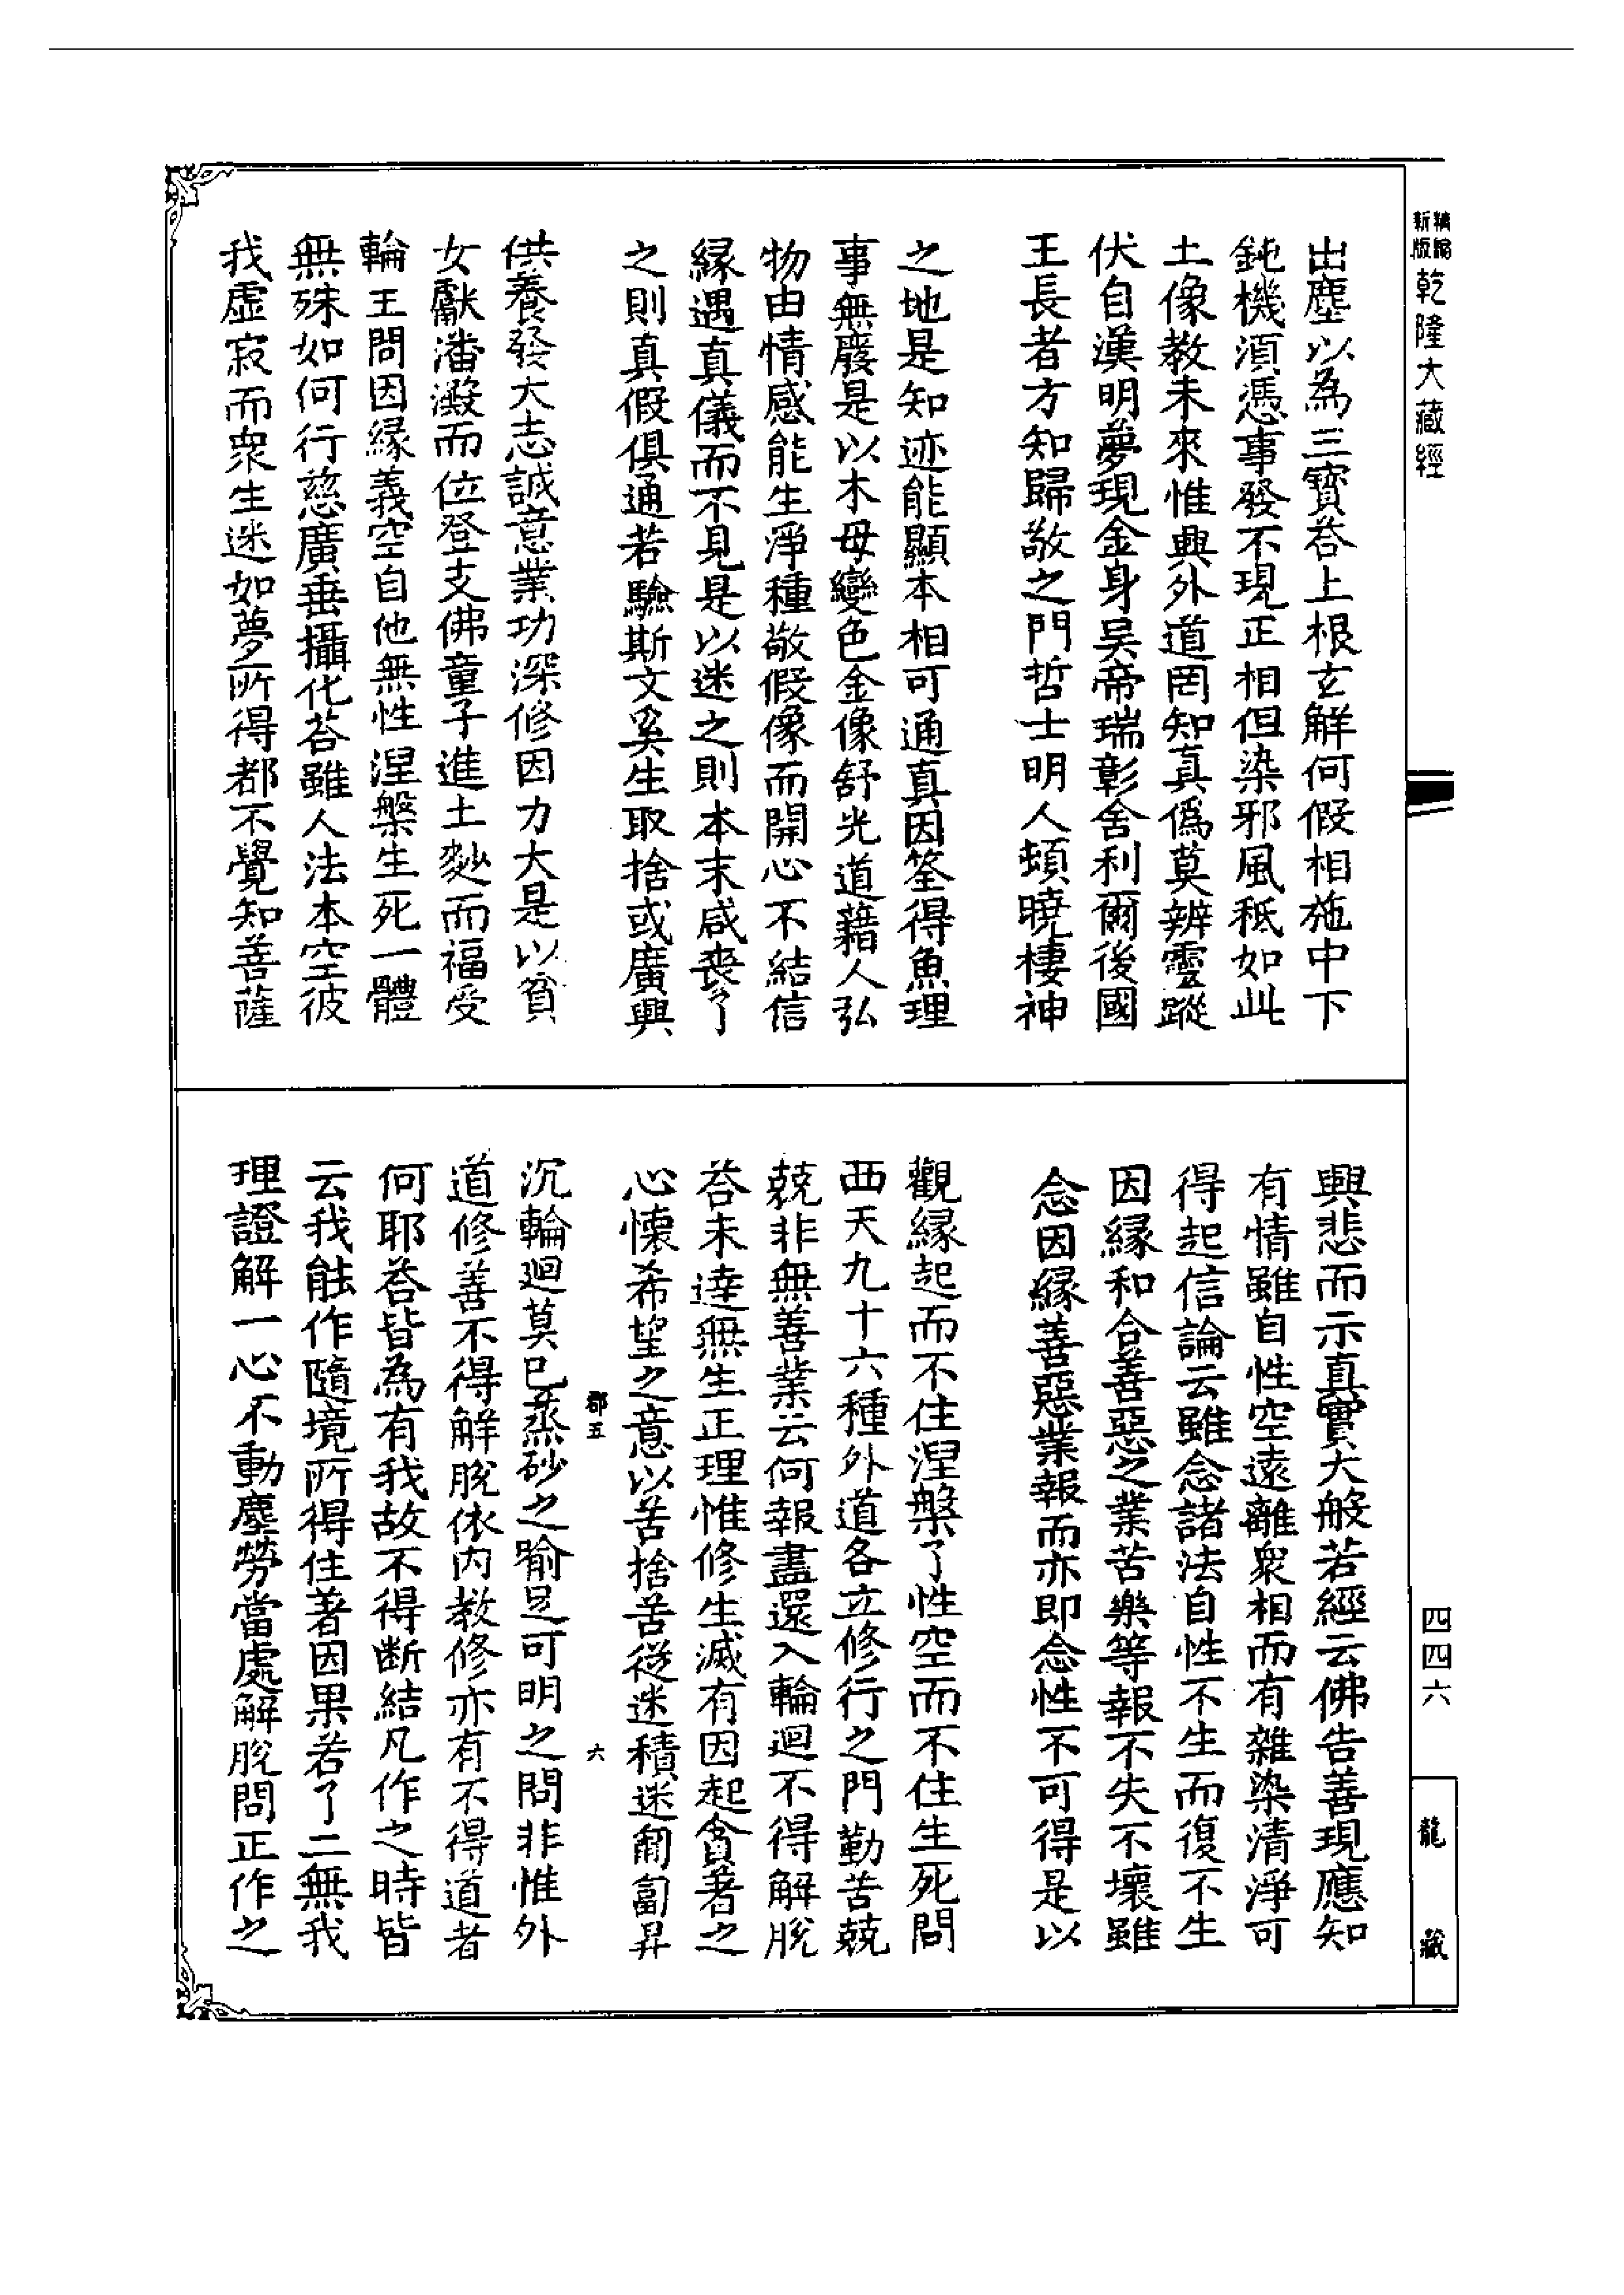 精縮
新版
乾隆大藏經
出塵以為三寶荅上根玄解何假相施中下
鈍機須憑事發不現正相但染邪風秖如此
土像教未來惟興外道罔知真偽莫辨靈蹤
伏自漢明夢現金身吳帝瑞彰舍利爾後國
王長者方知歸敬之門哲士明人頓曉棲神
之地是知迹能顯本相可通真因筌得魚理
事無廢是以木母變色金像舒光道藉人弘
物由情感能生淨種敬假像而開心不結信
緣遇真儀而不見是以迷之則本末咸喪了
之則真假俱通若驗斯文奚生取捨或廣興
供養發大志誠意業功深修因力大是以貧
女獻潘澱而位登支佛童子進土麨而福受
輪王問因緣義空自他無性涅槃生死一體
無殊如何行慈廣垂攝化荅雖人法本空彼
我虛寂而衆生迷如夢所得都不覺知菩薩
興悲而示真實大般若經云佛告善現應知
有情雖自性空遠離衆相而有雜染清淨可
得起信論云雖念諸法自性不生而復不生
因緣和合善惡之業苦樂等報不失不壞雖
念因緣善惡業報而亦即念性不可得是以
觀緣起而不住涅槃了性空而不住生死問
西天九十六種外道各立修行之門勤苦兢
兢非無善業云何報盡還入輪迴不得解脫
荅未達無生正理惟修生滅有因起貪著之
心懷希望之意以苦捨苦從迷積迷匍匐昇
郡五
六
沉輪迴莫已蒸砂之喻足可明之問非惟外
道修善不得解脫依內教修亦有不得道者
何耶荅皆為有我故不得斷結凡作之時皆
云我能作隨境所得住著因果若了二無我
理證解一心不動塵勞當處解脫問正作之
四四六
龍藏